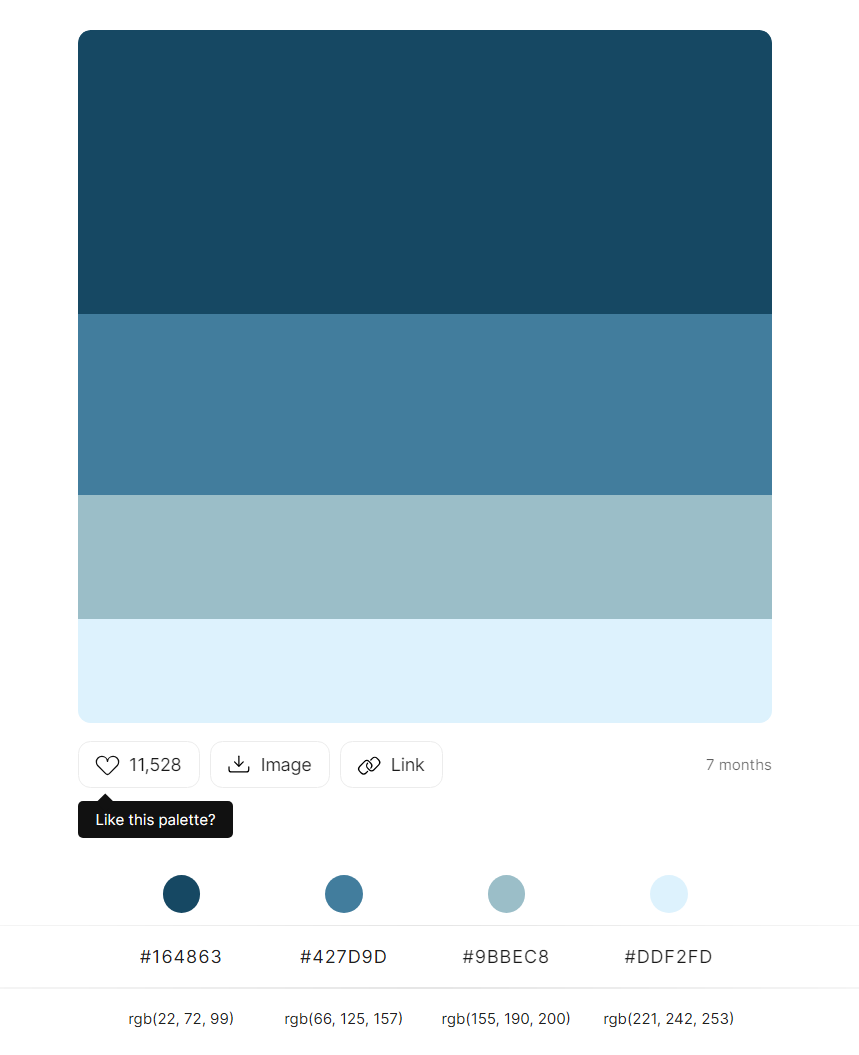 11,528 Image Link 7 months
Like this palette?
#164863 #427D9D #9BBEC8 #DDF2FD
rgb(22, 72, 99) rgb(66, 125, 157) rgb(155, 190, 200) rgb(221, 242, 253)